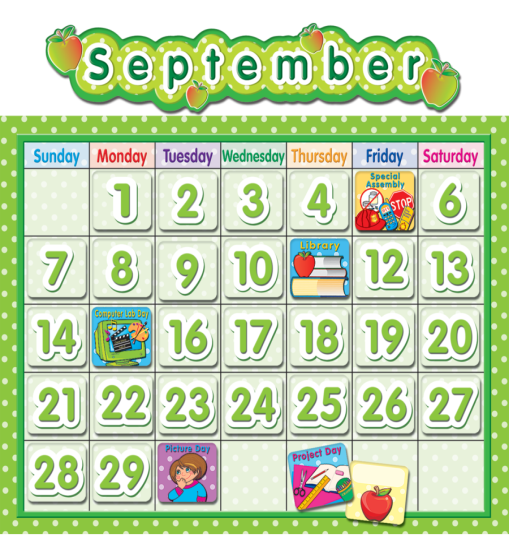 September
Sunday Monday Tuesday Wednesday Thursday Friday Saturday
1 2 3 4 Special Assembly STOP 6
7 8 9 10 Library 12 13
14 Computer Lab Day 16 17 18 19 20
21 22 23 24 25 26 27
28 29 Picture Day Project Day